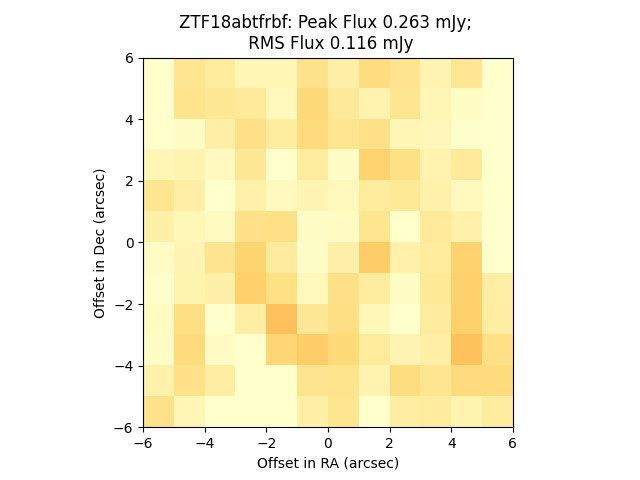 ZTF18abtfrbf: Peak Flux 0.263 mJy;
RMS Flux 0.116 mJy
6
4
2
0
−2
−4
−6
Offset in Dec (arcsec)
−6 −4 −2 0 2 4 6
Offset in RA (arcsec)